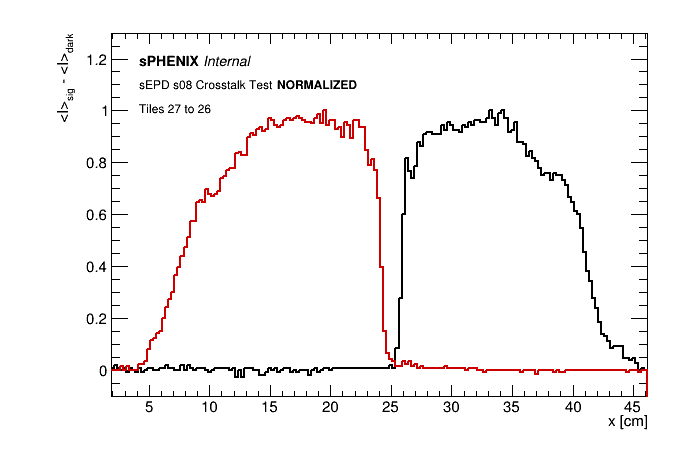 <I>sig - <I>dark
1.2
1
0.8
0.6
0.4
0.2
0
sPHENIX Internal
sEPD s08 Crosstalk Test NORMALIZED
Tiles 27 to 26
5 10 15 20 25 30 35 40 45
x [cm]